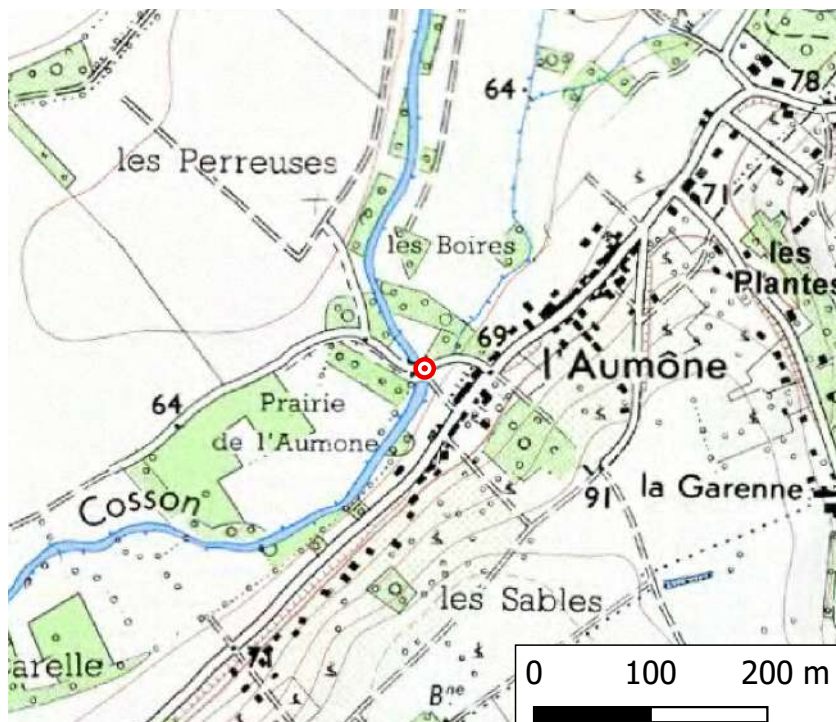 78
64
les Perreuses
71
les Boires
les
Plantes
69
l'Aumône
64
Prairie
de l'Aumone
Cosson
91
la Garenne
les Sables
arelle
71
Bne
0 100 200 m